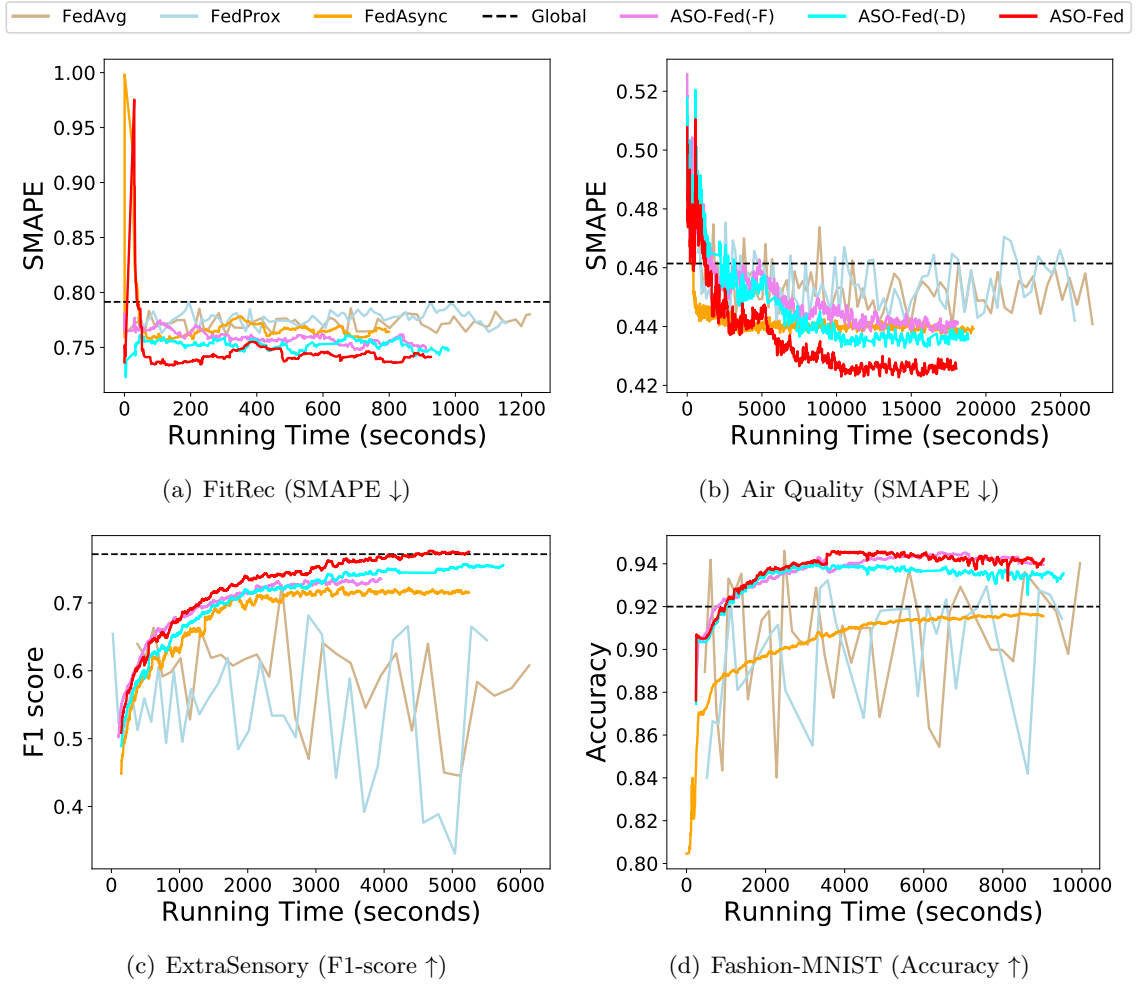 FedAvg FedProx FedAsync Global ASO-Fed(-F) ASO-Fed(-D) ASO-Fed
1.00
0.95
0.90
0.85
0.80
0.75
SMAPE
0 200 400 600 800 1000 1200
Running Time (seconds)
(a) FitRec (SMAPE ↓)
0.52
0.50
0.48
0.46
0.44
0.42
SMAPE
0 5000 10000 15000 20000 25000
Running Time (seconds)
(b) Air Quality (SMAPE ↓)
0.7
0.6
0.5
0.4
F1 score
0 1000 2000 3000 4000 5000 6000
Running Time (seconds)
(c) ExtraSensory (F1-score ↑)
0.94
0.92
0.90
0.88
0.86
0.84
0.82
0.80
Accuracy
0 2000 4000 6000 8000 10000
Running Time (seconds)
(d) Fashion-MNIST (Accuracy ↑)